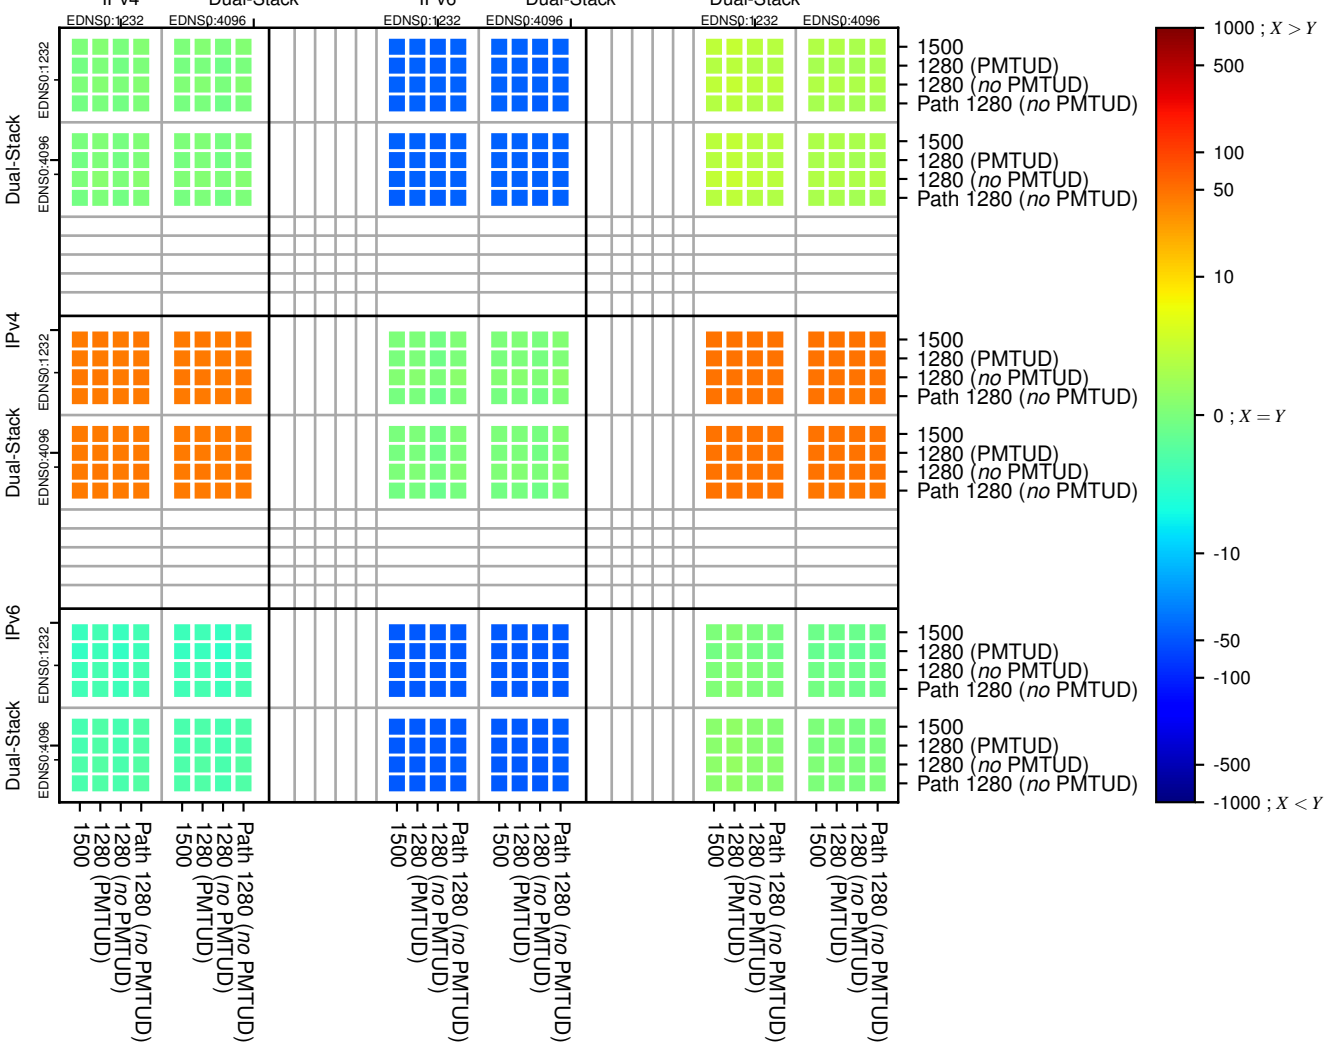 IPv4 Dual-Stack IPv6 Dual-Stack Dual-Stack
EDNS0:1232 EDNS0:4096 EDNS0:1232 EDNS0:4096 EDNS0:1232 EDNS0:4096
Dual-Stack
EDNS0:1232
1500
1280 (PMTUD)
1280 (no PMTUD)
Path 1280 (no PMTUD)
EDNS0:4096
1500
1280 (PMTUD)
1280 (no PMTUD)
Path 1280 (no PMTUD)
IPv4
Dual-Stack
EDNS0:1232
1500
1280 (PMTUD)
1280 (no PMTUD)
Path 1280 (no PMTUD)
EDNS0:4096
1500
1280 (PMTUD)
1280 (no PMTUD)
Path 1280 (no PMTUD)
IPv6
Dual-Stack
EDNS0:1232
1500
1280 (PMTUD)
1280 (no PMTUD)
Path 1280 (no PMTUD)
EDNS0:4096
1500
1280 (PMTUD)
1280 (no PMTUD)
Path 1280 (no PMTUD)
1500
1280 (PMTUD)
1280 (no PMTUD)
Path 1280 (no PMTUD)
1500
1280 (PMTUD)
1280 (no PMTUD)
Path 1280 (no PMTUD)
1500
1280 (PMTUD)
1280 (no PMTUD)
Path 1280 (no PMTUD)
1500
1280 (PMTUD)
1280 (no PMTUD)
Path 1280 (no PMTUD)
1500
1280 (PMTUD)
1280 (no PMTUD)
Path 1280 (no PMTUD)
1500
1280 (PMTUD)
1280 (no PMTUD)
Path 1280 (no PMTUD)
1000 ; X > Y
500
100
50
10
0 ; X = Y
-10
-50
-100
-500
-1000 ; X < Y